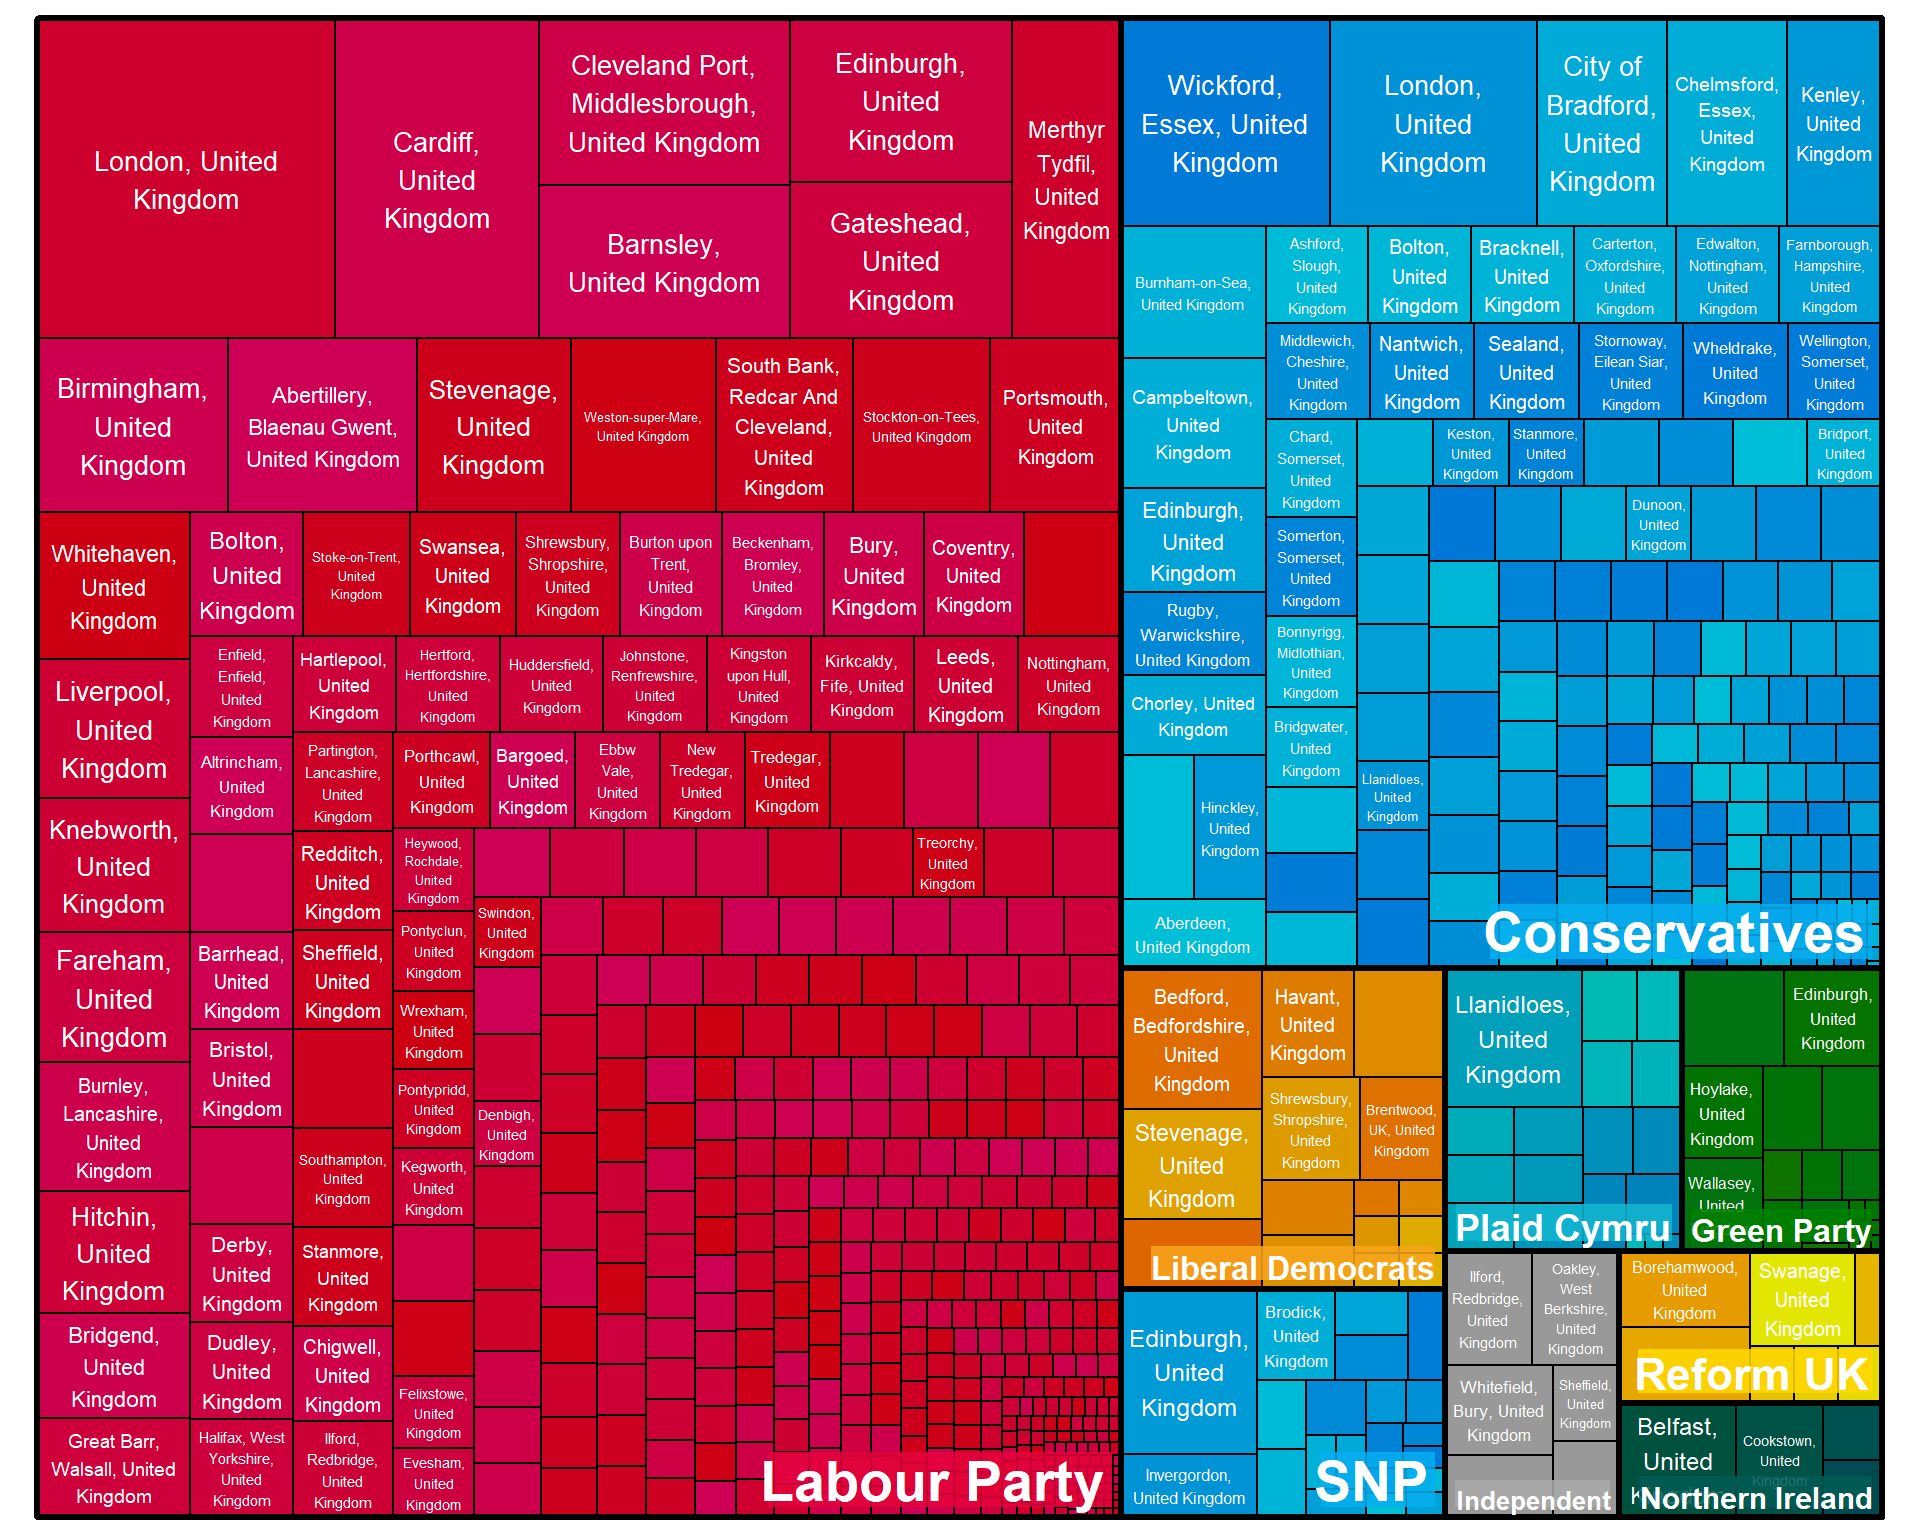 London, United
Kingdom
Cardiff,
United
Kingdom
Cleveland Port,
Middlesbrough,
United Kingdom
Barnsley,
United Kingdom
Edinburgh,
United
Kingdom
Gateshead,
United
Kingdom
Merthyr
Tydfil,
United
Kingdom
Birmingham,
United
Kingdom
Abertillery,
Blaenau Gwent,
United Kingdom
Stevenage,
United
Kingdom
Weston-super-Mare,
United Kingdom
South Bank,
Redcar And
Cleveland,
United
Kingdom
Stockton-on-Tees,
United Kingdom
Portsmouth,
United
Kingdom
Whitehaven,
United
Kingdom
Bolton,
United
Kingdom
Stoke-on-Trent,
United
Kingdom
Swansea,
United
Kingdom
Shrewsbury,
Shropshire,
United
Kingdom
Burton upon
Trent,
United
Kingdom
Beckenham,
Bromley,
United
Kingdom
Bury,
United
Kingdom
Coventry,
United
Kingdom
Liverpool,
United
Kingdom
Enfield,
Enfield,
United
Kingdom
Hartlepool,
United
Kingdom
Hertford,
Hertfordshire,
United
Kingdom
Huddersfield,
United
Kingdom
Johnstone,
Renfrewshire,
United
Kingdom
Kingston
upon Hull,
United
Kingdom
Kirkcaldy,
Fife, United
Kingdom
Leeds,
United
Kingdom
Nottingham,
United
Kingdom
Altrincham,
United
Kingdom
Partington,
Lancashire,
United
Kingdom
Porthcawl,
United
Kingdom
Bargoed,
United
Kingdom
Ebbw
Vale,
United
Kingdom
New
Tredegar,
United
Kingdom
Tredegar,
United
Kingdom
Knebworth,
United
Kingdom
Redditch,
United
Kingdom
Heywood,
Rochdale,
United
Kingdom
Treorchy,
United
Kingdom
Fareham,
United
Kingdom
Barrhead,
United
Kingdom
Sheffield,
United
Kingdom
Pontyclun,
United
Kingdom
Swindon,
United
Kingdom
Wrexham,
United
Kingdom
Burnley,
Lancashire,
United
Kingdom
Bristol,
United
Kingdom
Pontypridd,
United
Kingdom
Denbigh,
United
Kingdom
Southampton,
United
Kingdom
Kegworth,
United
Kingdom
Hitchin,
United
Kingdom
Derby,
United
Kingdom
Stanmore,
United
Kingdom
Bridgend,
United
Kingdom
Dudley,
United
Kingdom
Chigwell,
United
Kingdom
Felixstowe,
United
Kingdom
Great Barr,
Walsall, United
Kingdom
Halifax, West
Yorkshire,
United
Kingdom
Ilford,
Redbridge,
United
Kingdom
Evesham,
United
Kingdom
Labour Party
Wickford,
Essex, United
Kingdom
London,
United
Kingdom
City of
Bradford,
United
Kingdom
Chelmsford,
Essex,
United
Kingdom
Kenley,
United
Kingdom
Burnham-on-Sea,
United Kingdom
Ashford,
Slough,
United
Kingdom
Bolton,
United
Kingdom
Bracknell,
United
Kingdom
Carterton,
Oxfordshire,
United
Kingdom
Edwalton,
Nottingham,
United
Kingdom
Farnborough,
Hampshire,
United
Kingdom
Middlewich,
Cheshire,
United
Kingdom
Nantwich,
United
Kingdom
Sealand,
United
Kingdom
Stornoway,
Eilean Siar,
United
Kingdom
Wheldrake,
United
Kingdom
Wellington,
Somerset,
United
Kingdom
Campbeltown,
United
Kingdom
Chard,
Somerset,
United
Kingdom
Keston,
United
Kingdom
Stanmore,
United
Kingdom
Bridport,
United
Kingdom
Edinburgh,
United
Kingdom
Somerton,
Somerset,
United
Kingdom
Dunoon,
United
Kingdom
Rugby,
Warwickshire,
United Kingdom
Bonnyrigg,
Midlothian,
United
Kingdom
Chorley, United
Kingdom
Bridgwater,
United
Kingdom
Hinckley,
United
Kingdom
Llanidloes,
United
Kingdom
Aberdeen,
United Kingdom
Conservatives
Bedford,
Bedfordshire,
United
Kingdom
Havant,
United
Kingdom
Stevenage,
United
Kingdom
Shrewsbury,
Shropshire,
United
Kingdom
Brentwood,
UK, United
Kingdom
Liberal Democrats
Llanidloes,
United
Kingdom
Plaid Cymru
Edinburgh,
United
Kingdom
Hoylake,
United
Kingdom
Wallasey,
United
Green Party
Edinburgh,
United
Kingdom
Brodick,
United
Kingdom
Invergordon,
United Kingdom
SNP
Ilford,
Redbridge,
United
Kingdom
Oakley,
West
Berkshire,
United
Kingdom
Whitefield,
Bury, United
Kingdom
Sheffield,
United
Kingdom
Independent
Borehamwood,
United
Kingdom
Swanage,
United
Kingdom
Reform UK
Belfast,
United
Cookstown,
United
Kingdom
Northern Ireland